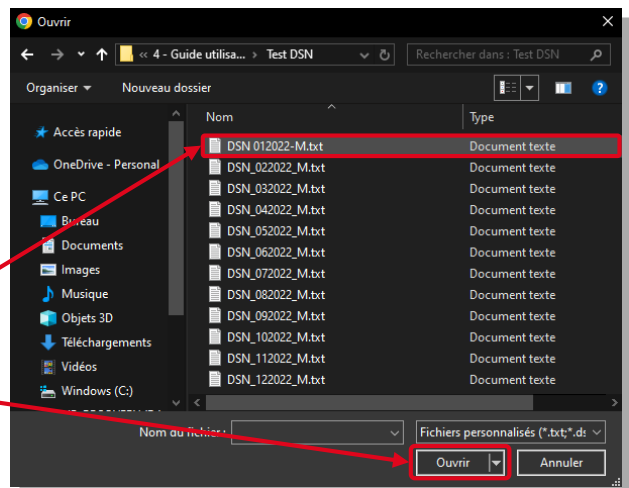 Ouvrir
« 4 - Guide utilisa... > Test DSN
Rechercher dans : Test DSN
Organiser
Nouveau dossier
Nom
Type
Accès rapide
OneDrive - Personal
Ce PC
Bureau
Documents
Images
Musique
Objets 3D
Téléchargements
Vidéos
Windows (C:)
DSN 012022-M.txt Document texte
DSN_022022_M.txt Document texte
DSN_032022_M.txt Document texte
DSN_042022_M.txt Document texte
DSN_052022_M.txt Document texte
DSN_062022_M.txt Document texte
DSN_072022_M.txt Document texte
DSN_082022_M.txt Document texte
DSN_092022_M.txt Document texte
DSN_102022_M.txt Document texte
DSN_112022_M.txt Document texte
DSN_122022_M.txt Document texte
Nom du fichier :
Fichiers personnalisés (*.txt;*.ds
Ouvrir
Annuler